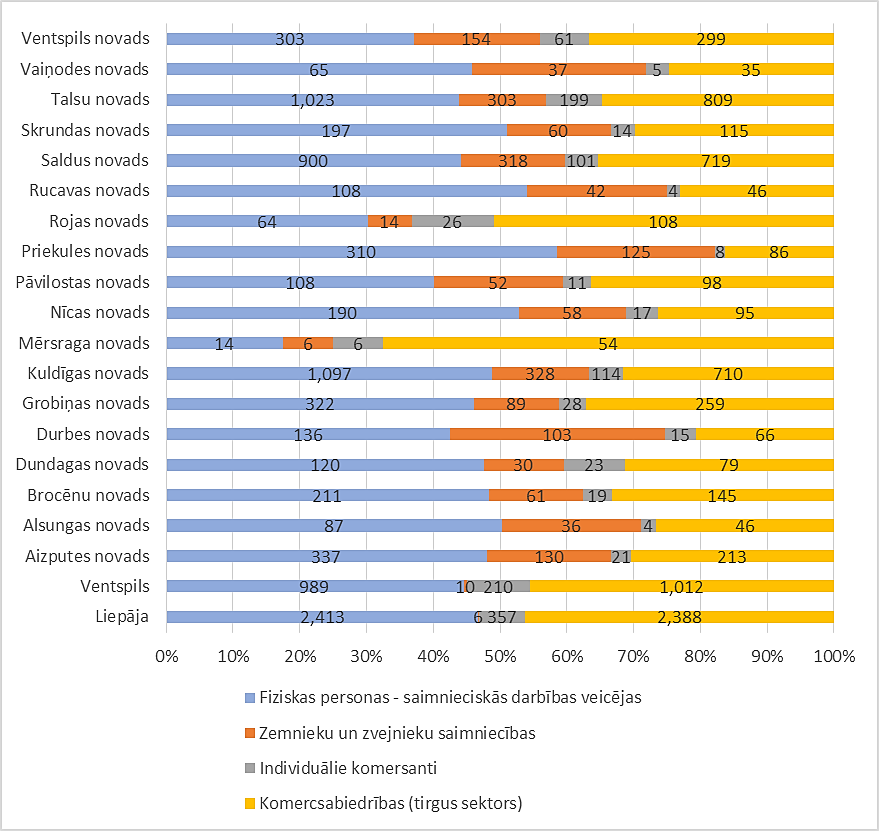 Ventspils novads 303 154 61 299
Vaiņodes novads 65 37 5 35
Talsu novads 1,023 303 199 809
Skrundas novads 197 60 14 115
Saldus novads 900 318 101 719
Rucavas novads 108 42 4 46
Rojas novads 64 14 26 108
Priekules novads 310 125 8 86
Pāvilostas novads 108 52 11 98
Nīcas novads 190 58 17 95
Mērsraga novads 14 6 6 54
Kuldīgas novads 1,097 328 114 710
Grobiņas novads 322 89 28 259
Durbes novads 136 103 15 66
Dundagas novads 120 30 23 79
Brocēnu novads 211 61 19 145
Alsungas novads 87 36 4 46
Aizputes novads 337 130 21 213
Ventspils 989 10 210 1,012
Liepāja 2,413 6 357 2,388
0% 10% 20% 30% 40% 50% 60% 70% 80% 90% 100%
Fiziskas personas - saimnieciskās darbības veicējas
Zemnieku un zvejnieku saimniecības
Individuālie komersanti
Komercsabiedrības (tirgus sektors)